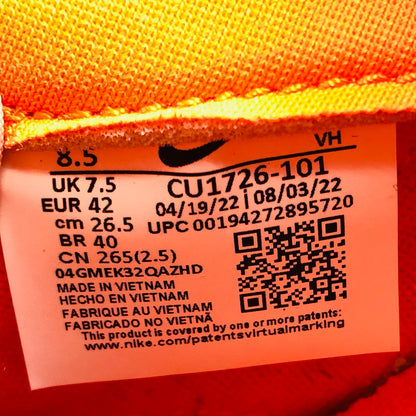 8.5 VH
UK 7.5 CU1726-101
EUR 42 04/19/22 | 08/03/22
cm 26.5 UPC 00194272895720
BR 40
CN 265(2.5)
04GMEK32QAZHD
MADE IN VIETNAM
HECHO EN VIETNAM
FABRIQUE AU VIETNAM
FABRICADO NO VIETNÃ
This product is covered by one or more patents:
www.nike.com/patentsvirtualmarking